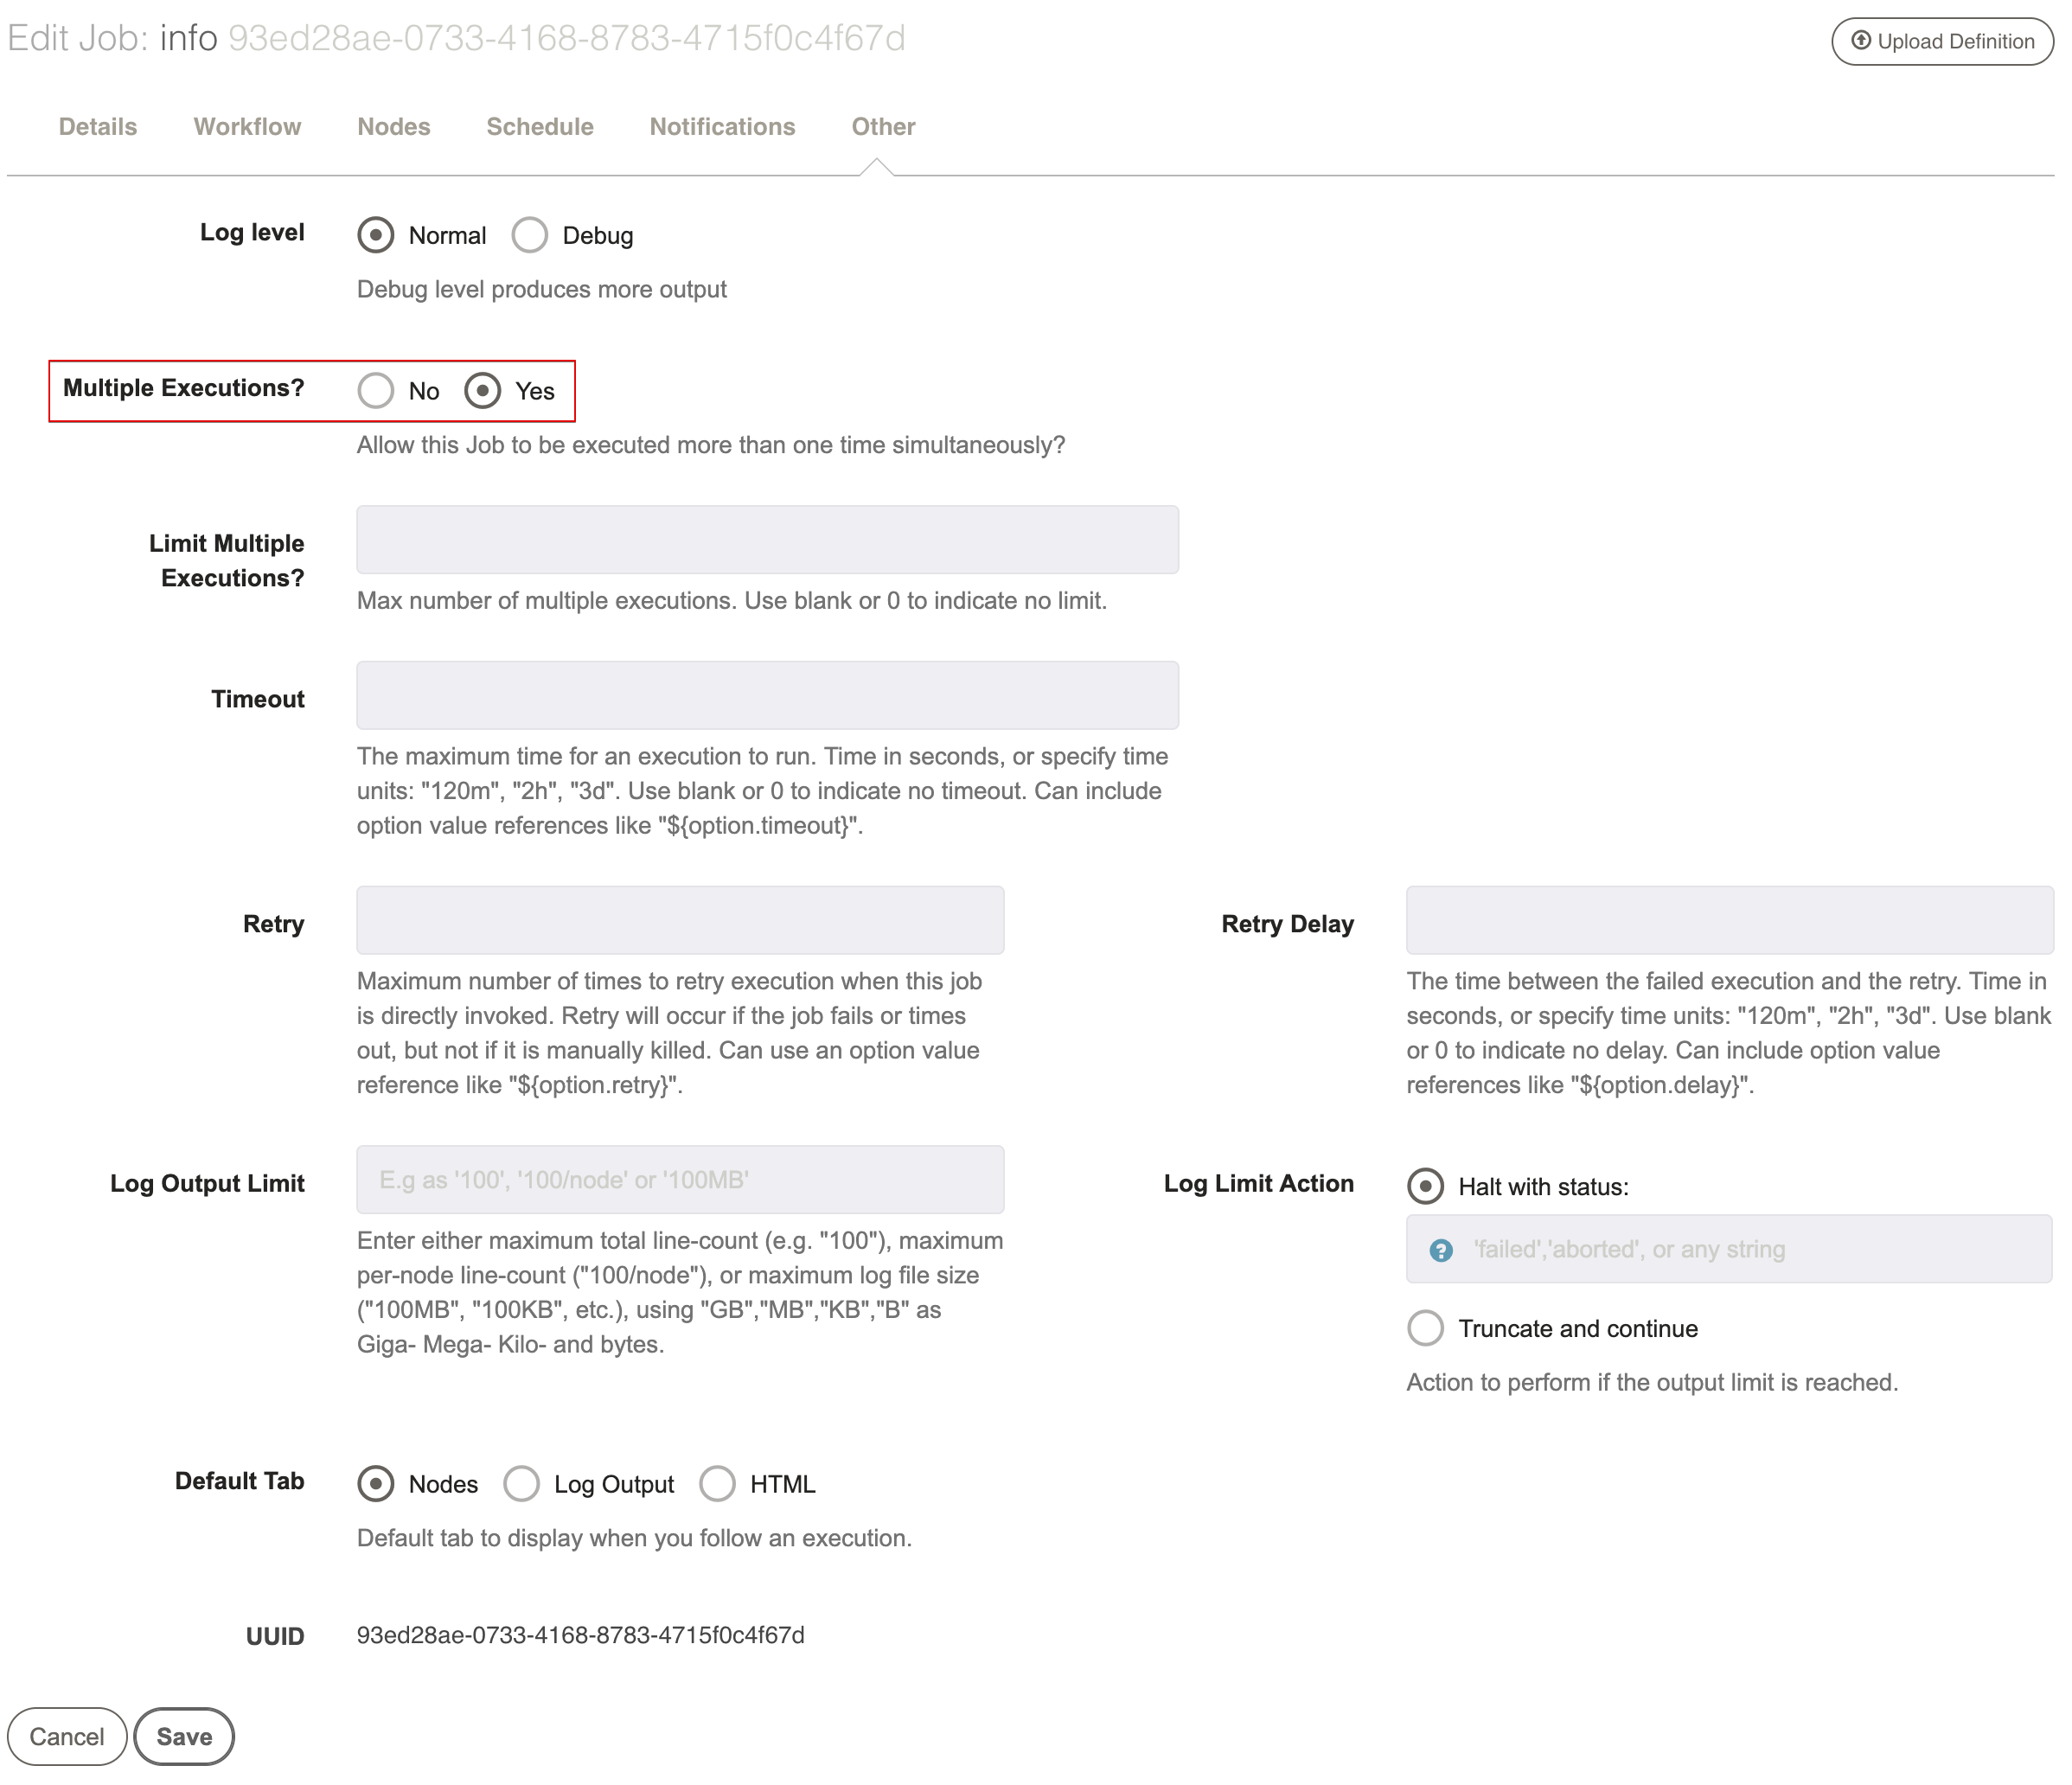 Edit Job: info 93ed28ae-0733-4168-8783-4715f0c4f67d
Upload Definition
Details Workflow Nodes Schedule Notifications Other
Log level Normal Debug
Debug level produces more output
Multiple Executions? No Yes
Allow this Job to be executed more than one time simultaneously?
Limit Multiple
Executions?
Max number of multiple executions. Use blank or 0 to indicate no limit.
Timeout
The maximum time for an execution to run. Time in seconds, or specify time
units: "120m", "2h", "3d". Use blank or 0 to indicate no timeout. Can include
option value references like "${option.timeout}".
Retry
Maximum number of times to retry execution when this job
is directly invoked. Retry will occur if the job fails or times
out, but not if it is manually killed. Can use an option value
reference like "${option.retry}".
Retry Delay
The time between the failed execution and the retry. Time in
seconds, or specify time units: "120m", "2h", "3d". Use blank
or 0 to indicate no delay. Can include option value
references like "${option.delay}".
Log Output Limit
E.g as '100', '100/node' or '100MB'
Enter either maximum total line-count (e.g. "100"), maximum
per-node line-count ("100/node"), or maximum log file size
("100MB", "100KB", etc.), using "GB","MB","KB","B" as
Giga- Mega- Kilo- and bytes.
Log Limit Action Halt with status:
? 'failed','aborted', or any string
Truncate and continue
Action to perform if the output limit is reached.
Default Tab Nodes Log Output HTML
Default tab to display when you follow an execution.
UUID 93ed28ae-0733-4168-8783-4715f0c4f67d
Cancel Save